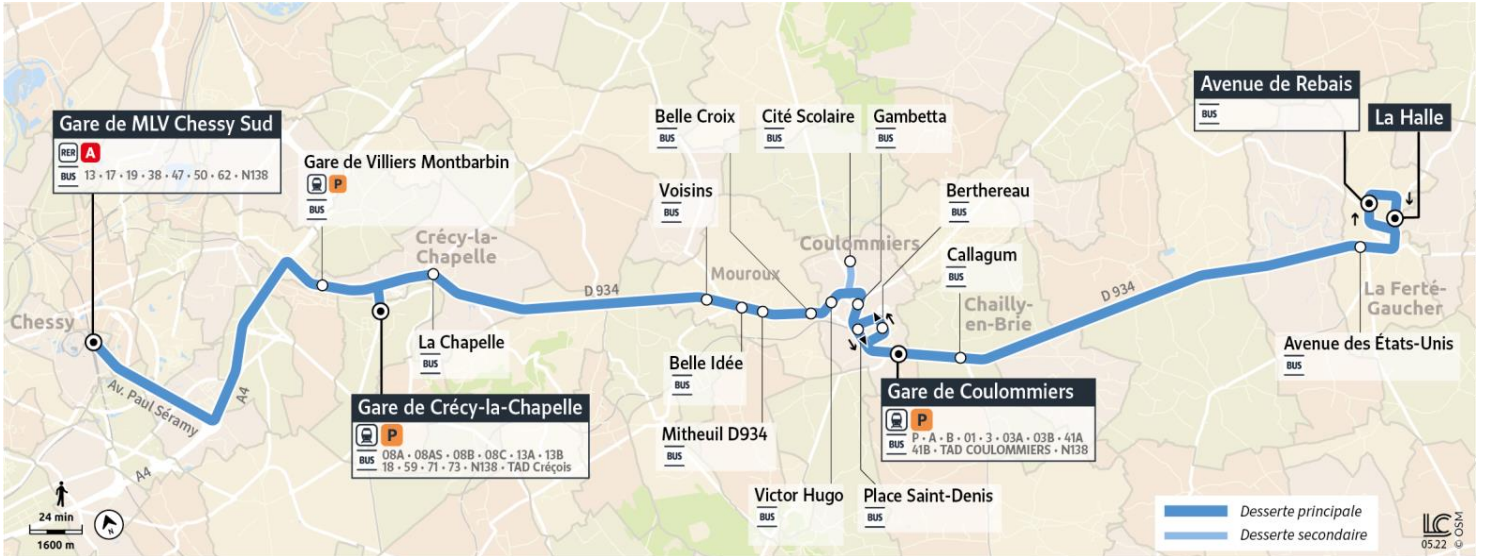 Gare de MLV Chessy Sud
RER A
BUS 13 • 17 • 19 • 38 • 47 • 50 • 62 • N138
Gare de Villiers Montbarbin
P
BUS
Crécy-la-
Chapelle
Chessy
Av. Paul Séramy
A4
A4
La Chapelle
BUS
Gare de Crécy-la-Chapelle
P
BUS 08A • 08AS • 08B • 08C • 13A • 13B
18 • 59 • 71 • 73 • N138 • TAD Créçois
D 934
Voisins
BUS
Belle Croix
BUS
Cité Scolaire
BUS
Gambetta
BUS
Berthereau
BUS
Callagum
BUS
Mouroux
Coulommiers
Chailly-
en-Brie
Belle Idée
BUS
Mitheuil D934
BUS
Victor Hugo
BUS
Place Saint-Denis
BUS
Gare de Coulommiers
P
BUS P • A • B • 01 • 3 • 03A • 03B • 41A
41B • TAD COULOMMIERS • N138
D 934
Avenue de Rebais
BUS
La Halle
La Ferté-
Gaucher
Avenue des États-Unis
BUS
24 min
1600 m
N
Desserte principale
Desserte secondaire
LC
05.22 © OSM